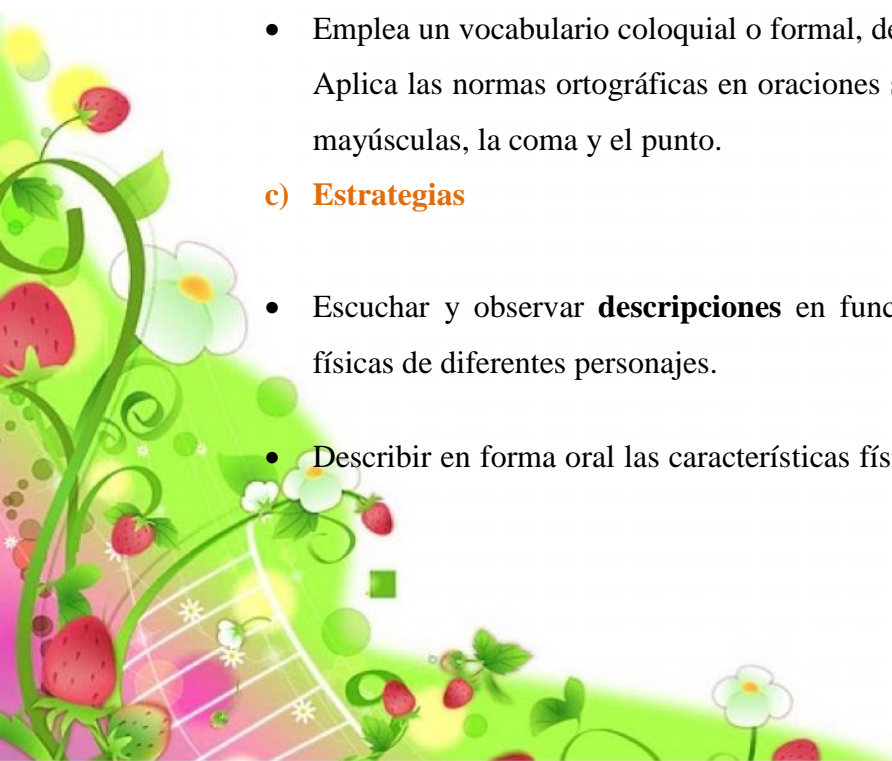 • Emplea un vocabulario coloquial o formal, de
Aplica las normas ortográficas en oraciones s
mayúsculas, la coma y el punto.
c) Estrategias
• Escuchar y observar descripciones en func
físicas de diferentes personajes.
• Describir en forma oral las características fís